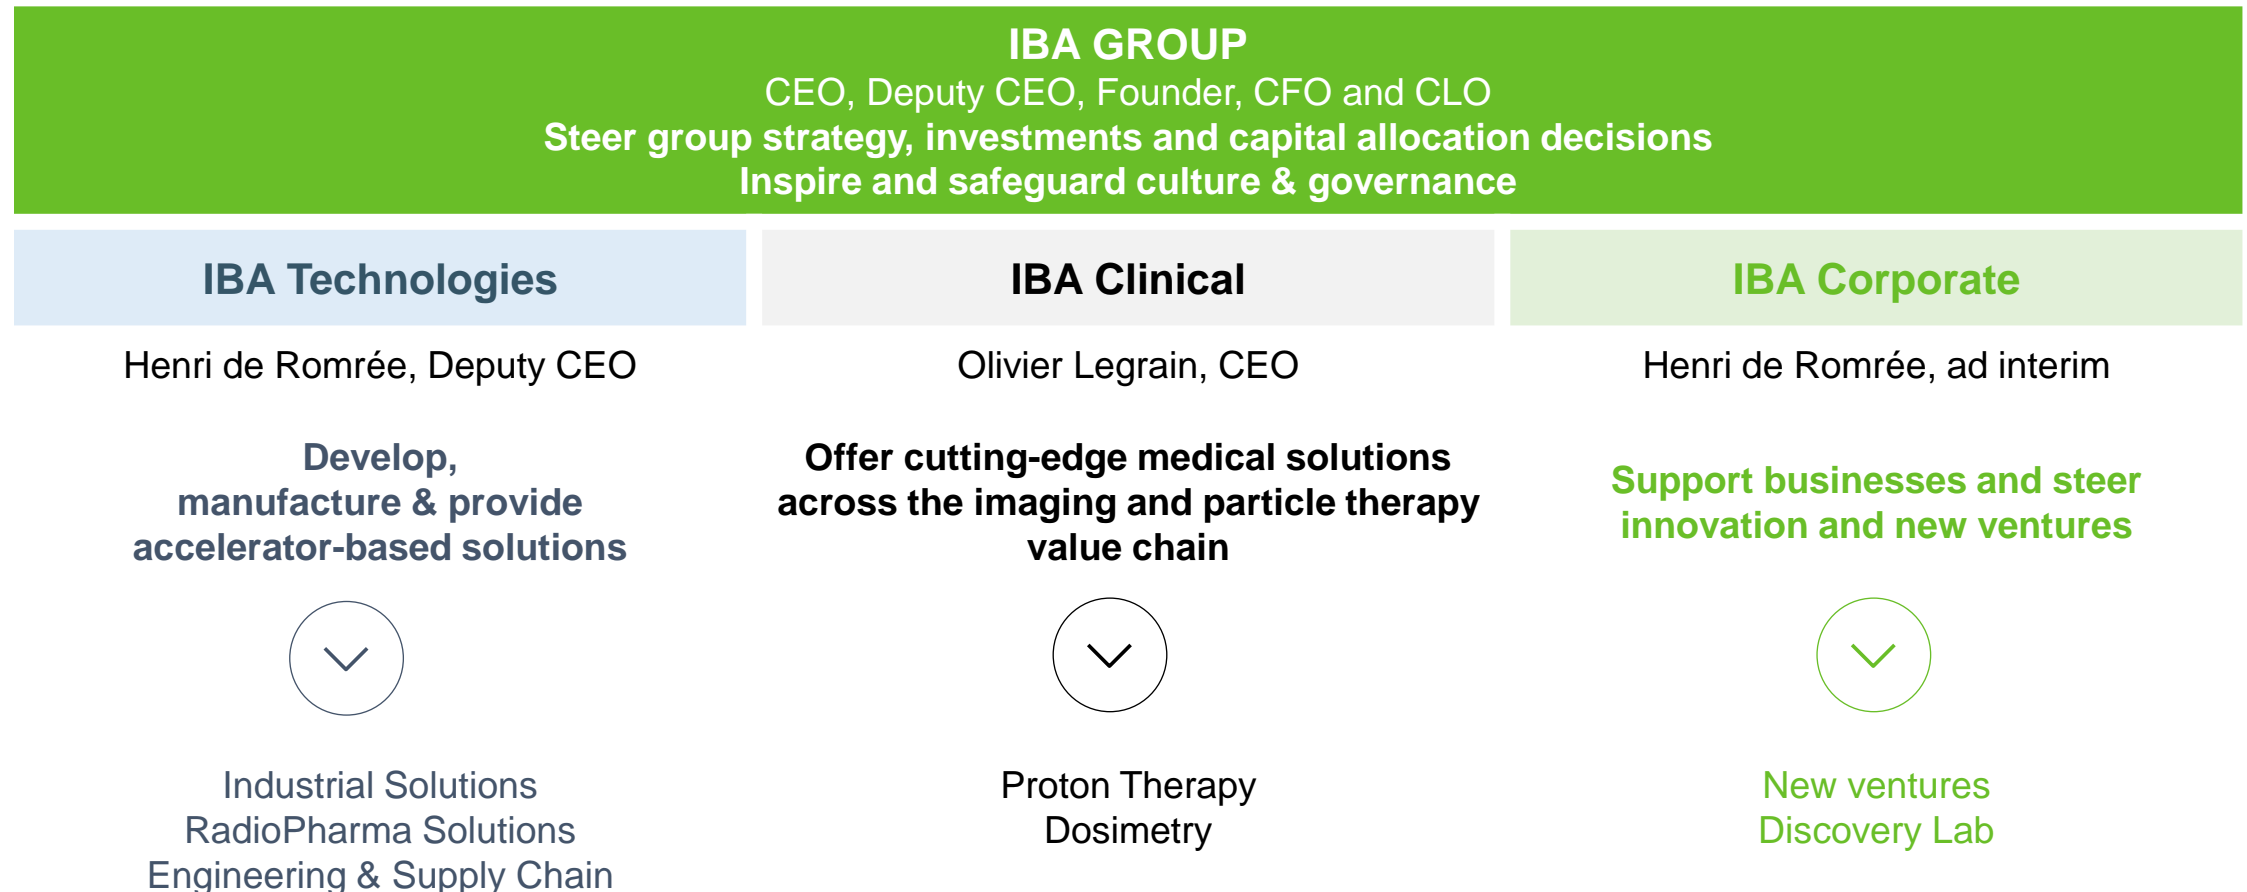 IBA GROUP
CEO, Deputy CEO, Founder, CFO and CLO
Steer group strategy, investments and capital allocation decisions
Inspire and safeguard culture & governance
IBA Technologies
Henri de Romrée, Deputy CEO
Develop,
manufacture & provide
accelerator-based solutions
Industrial Solutions
RadioPharma Solutions
Engineering & Supply Chain
IBA Clinical
Olivier Legrain, CEO
Offer cutting-edge medical solutions
across the imaging and particle therapy
value chain
Proton Therapy
Dosimetry
IBA Corporate
Henri de Romrée, ad interim
Support businesses and steer
innovation and new ventures
New ventures
Discovery Lab